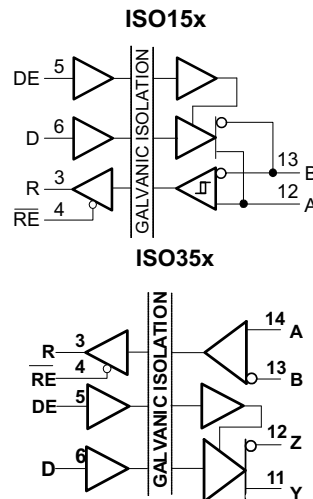 ISO15x
DE 5
D 6
R 3
RE 4
GALVANIC ISOLATION
13 B
12 A
ISO35x
R 3
RE 4
DE 5
D 6
GALVANIC ISOLATION
14 A
13 B
12 Z
11 Y